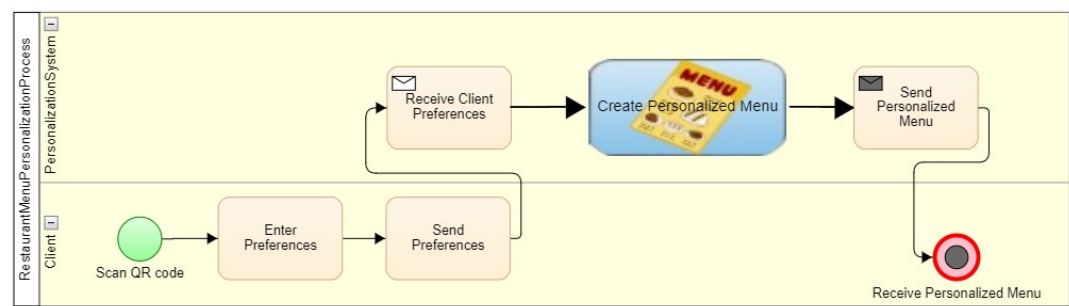 RestaurantMenuPersonalizationProcess
PersonalizationSystem
Receive Client
Preferences
MENU
Create Personalized Menu
Send
Personalized
Menu
Client
Scan QR code
Enter
Preferences
Send
Preferences
Receive Personalized Menu